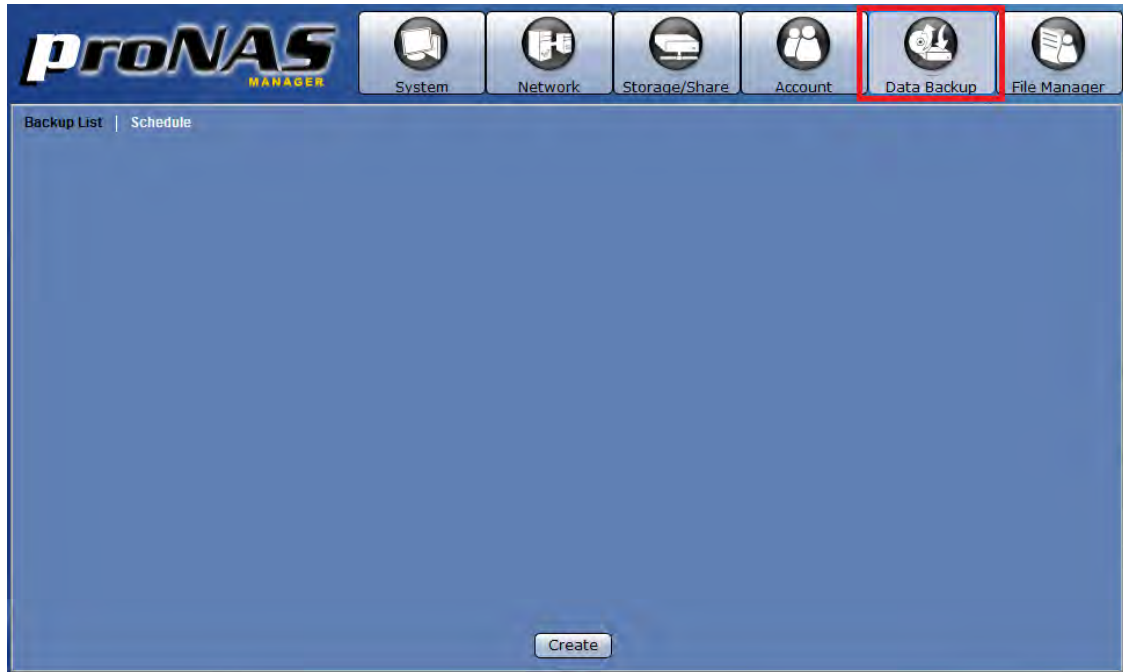 proNAS
MANAGER
System Network Storage/Share Account Data Backup File Manager
Backup List | Schedule
Create